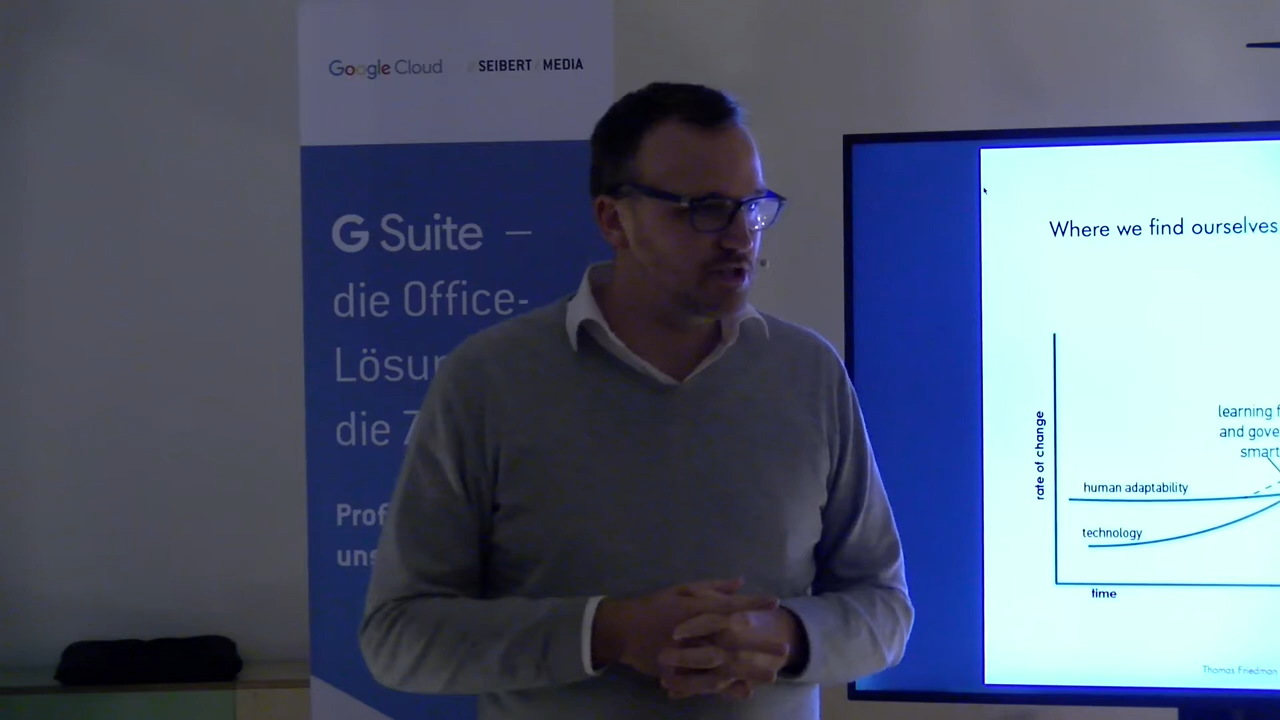 Google Cloud
//SEIBERT/MEDIA
G Suite –
die Office-
Lösun
die Z
Prof
uns
Where we find ourselves
learning f
and gove
smart
rate of change
human adaptability
technology
time
Thomas Friedman